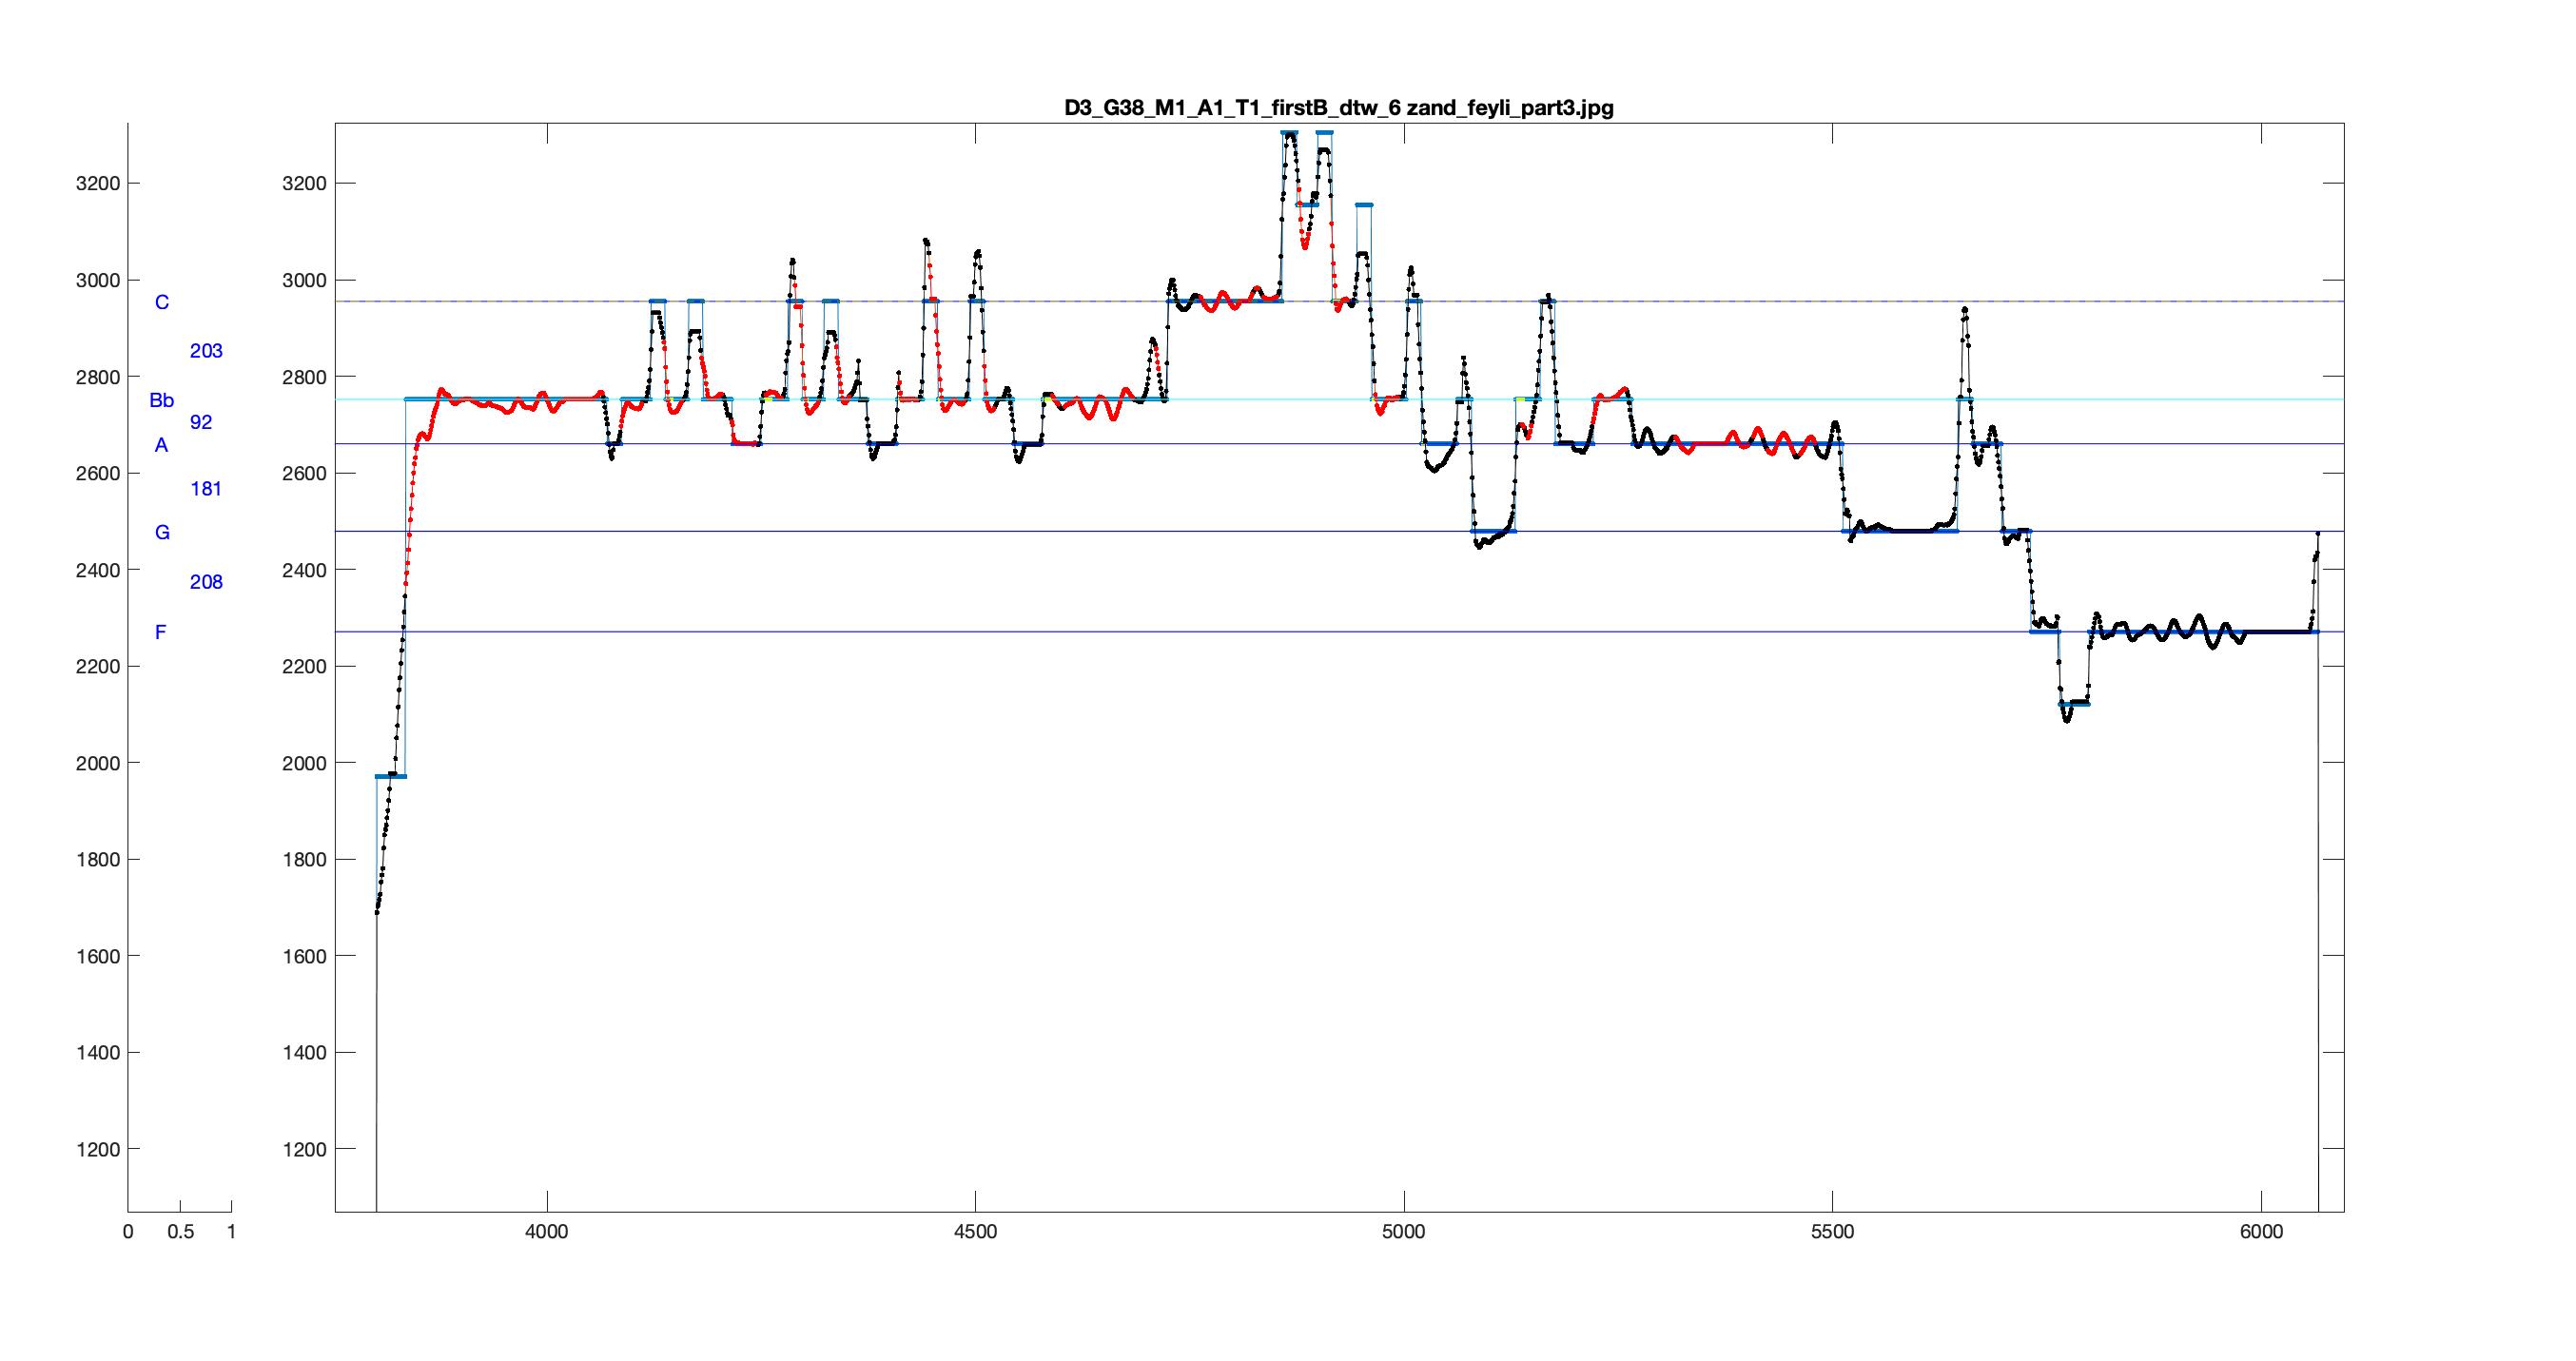 D3_G38_M1_A1_T1_firstB_dtw_6 zand_feyli_part3.jpg
3200 3200
3000 3000
C
203
2800 2800
Bb
92
A
2600 2600
181
G
2400 2400
208
F
2200 2200
2000 2000
1800 1800
1600 1600
1400 1400
1200 1200
0 0.5 1 4000 4500 5000 5500 6000